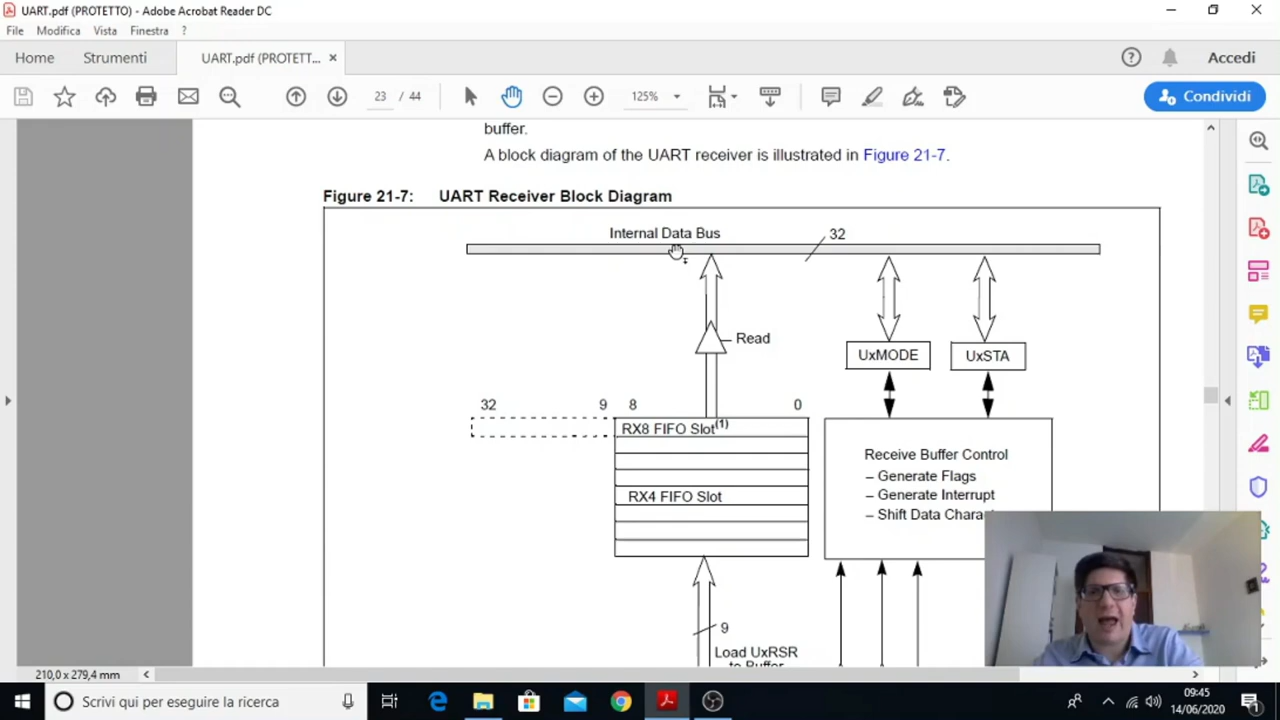 UART.pdf (PROTETTO) - Adobe Acrobat Reader DC
File Modifica Vista Finestra ?
Home Strumenti UART.pdf (PROTETT... × Accedi
23 / 44 125% Condividi
buffer.
A block diagram of the UART receiver is illustrated in Figure 21-7.
Figure 21-7: UART Receiver Block Diagram
Internal Data Bus 32
Read
UxMODE UxSTA
32 9 8 0
RX8 FIFO Slot(1)
Receive Buffer Control
– Generate Flags
RX4 FIFO Slot
– Generate Interrupt
– Shift Data
9
Load UxRSR
to Buffer
210,0 x 279,4 mm
Scrivi qui per eseguire la ricerca
09:45
14/06/2020
1